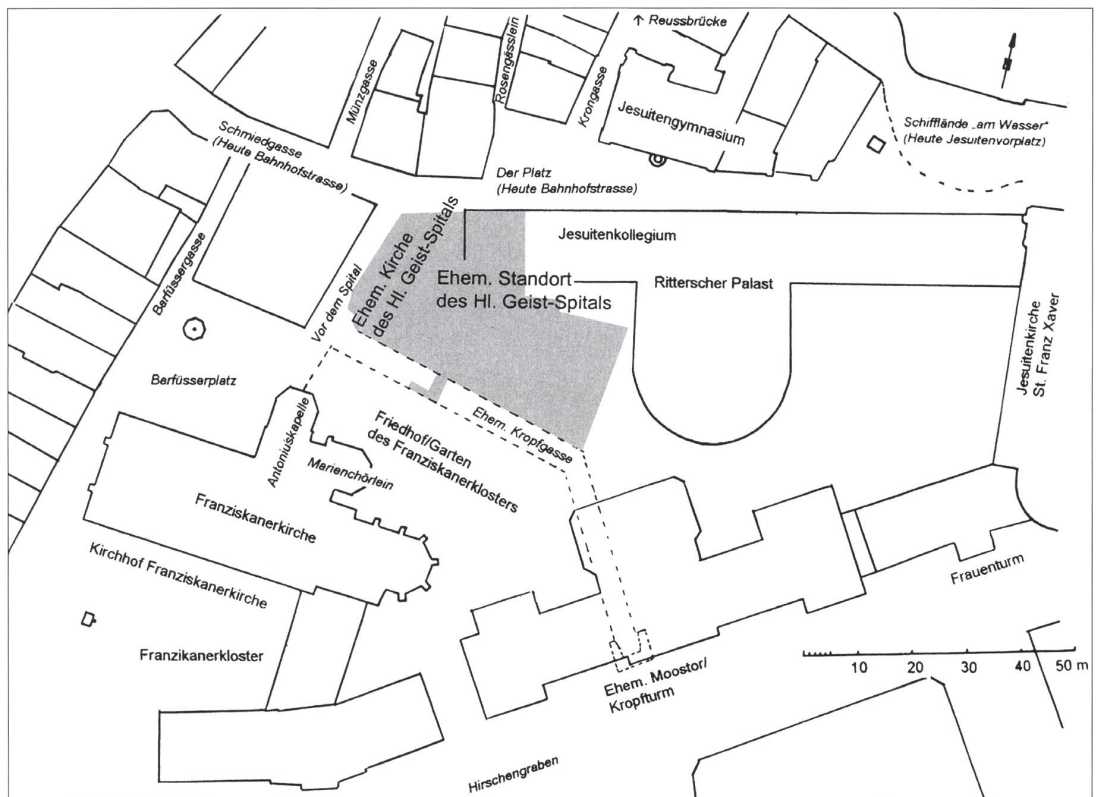 ↑ Reussbrücke
Münzgasse
Rosengässlein
Krongasse
Jesuitengymnasium
Schifflände „am Wasser"
(Heute Jesuitenvorplatz)
Schmiedgasse
(Heute Bahnhofstrasse)
Der Platz
(Heute Bahnhofstrasse)
Jesuitenkollegium
Ehem. Kirche
des Hl. Geist-Spitals
Ehem. Standort
des Hl. Geist-Spitals
Ritterscher Palast
Jesuitenkirche
St. Franz Xaver
Barfüssergasse
Vor dem Spital
Barfüsserplatz
Ehem. Kropfgasse
Friedhof/Garten
des Franziskanerklosters
Antoniuskapelle
Marienchörlein
Franziskanerkirche
Kirchhof Franziskanerkirche
Frauenturm
Franzikanerkloster
10 20 30 40 50 m
Ehem. Moostor/
Kropfturm
Hirschengraben